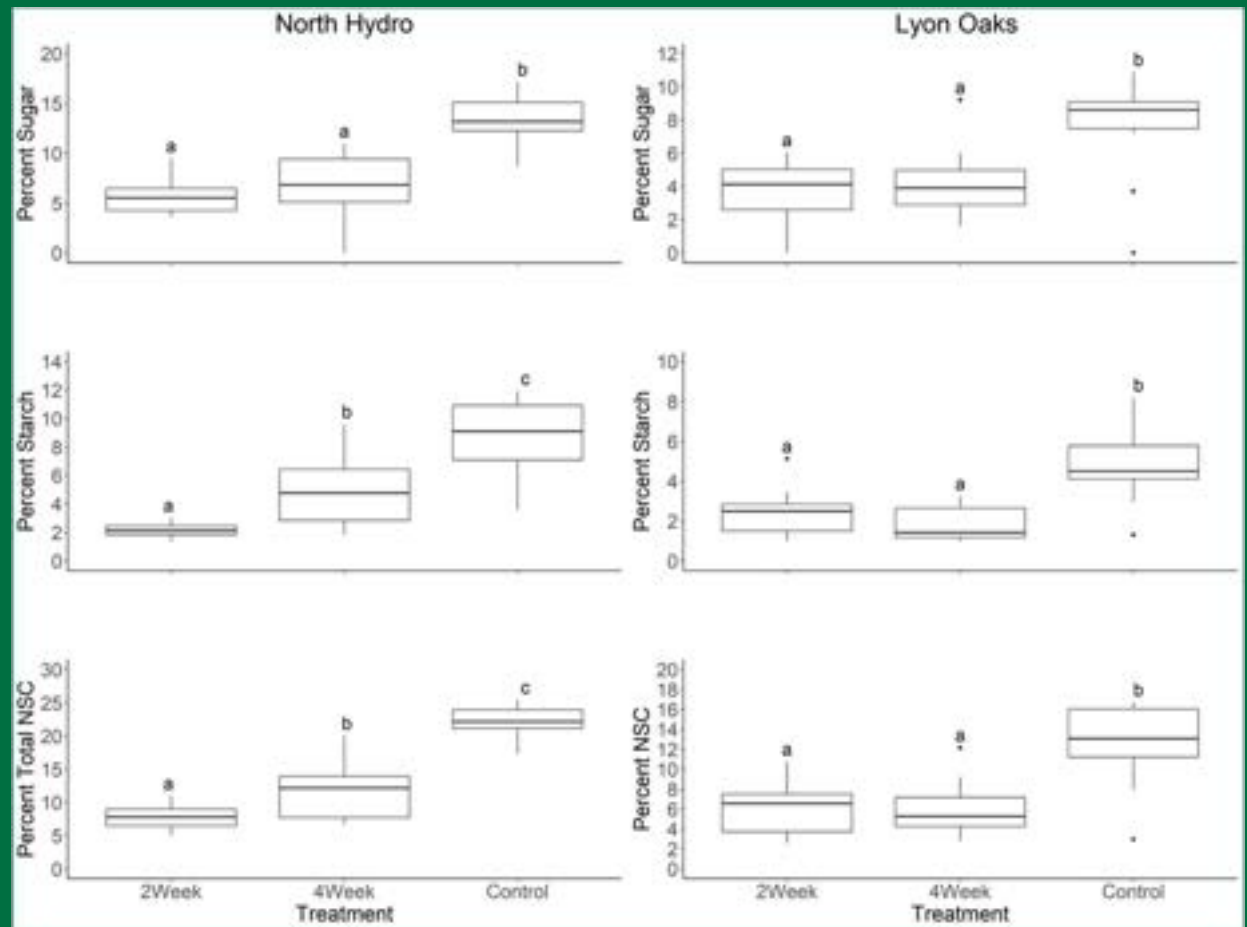 North Hydro
Lyon Oaks
Percent Sugar
20
15
10
5
0
a
a
b
Percent Sugar
12
10
8
6
4
2
0
a
a
b
Percent Starch
14
12
10
8
6
4
2
0
a
b
c
Percent Starch
10
8
6
4
2
0
a
a
b
Percent Total NSC
30
25
20
15
10
5
0
a
b
c
2Week
4Week
Control
Treatment
Percent NSC
20
18
16
14
12
10
8
6
4
2
0
a
a
b
2Week
4Week
Control
Treatment